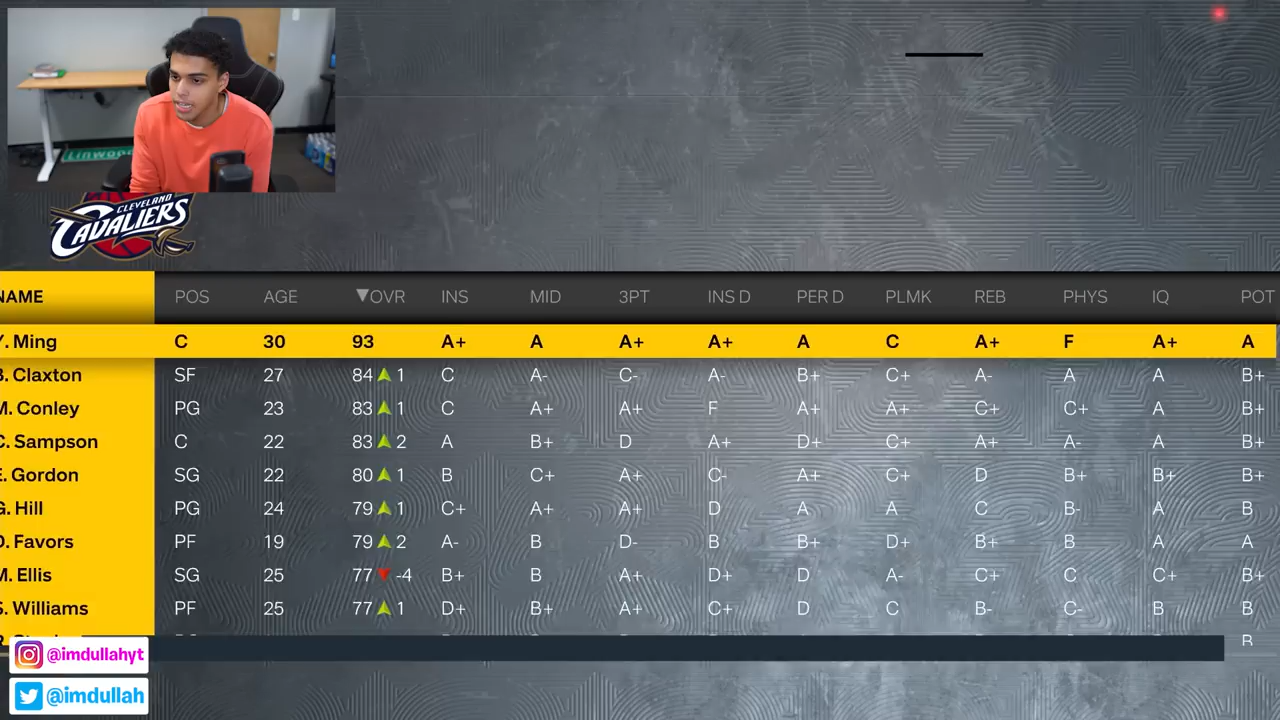 Linwood
CLEVELAND
CAVALIERS
NAME POS AGE ▼OVR INS MID 3PT INS D PER D PLMK REB PHYS IQ POT
Y. Ming C 30 93 A+ A A+ A+ A C A+ F A+ A
B. Claxton SF 27 84 ▲ 1 C A- C- A- B+ C+ A- A A B+
M. Conley PG 23 83 ▲ 1 C A+ A+ F A+ A+ C+ C+ A B+
C. Sampson C 22 83 ▲ 2 A B+ D A+ D+ C+ A+ A- A B+
E. Gordon SG 22 80 ▲ 1 B C+ A+ C- A+ C+ D B+ B+ B+
G. Hill PG 24 79 ▲ 1 C+ A+ A+ D A A C B- A B
D. Favors PF 19 79 ▲ 2 A- B D- B B+ D+ B+ B A A
M. Ellis SG 25 77 ▼ -4 B+ B A+ D+ D A- C+ C C+ B+
S. Williams PF 25 77 ▲ 1 D+ B+ A+ C+ D C B- C- B B
B
@imdullahyt
@imdullah